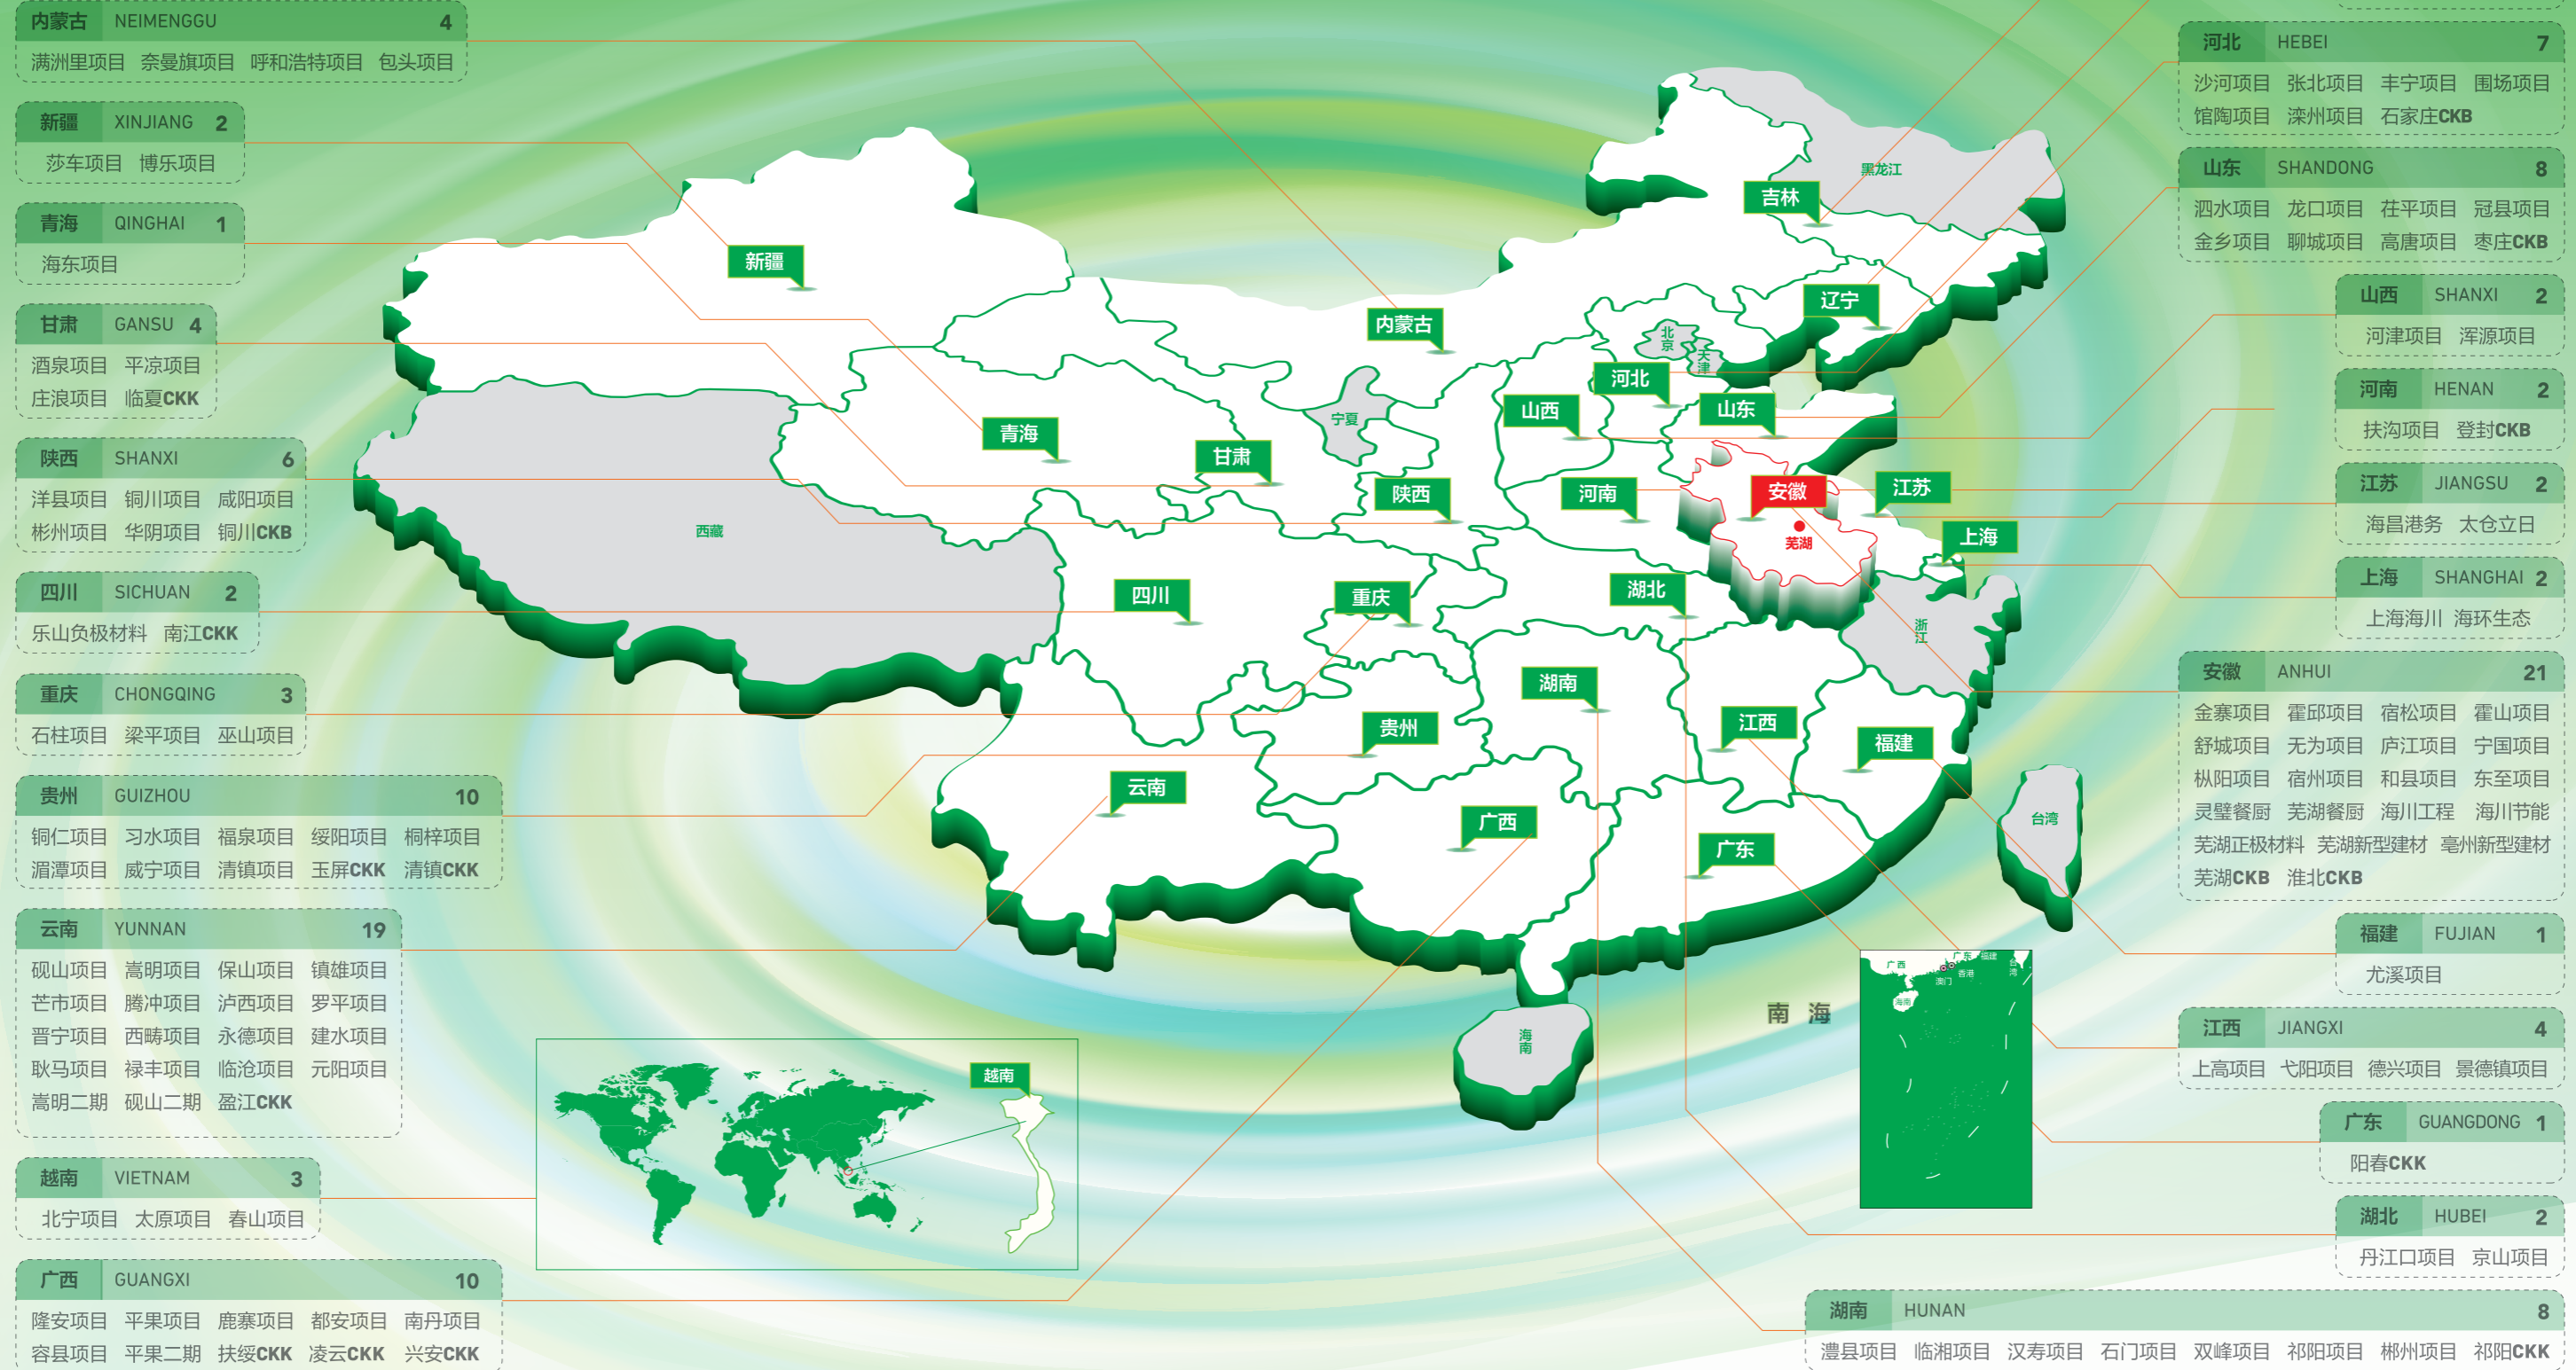 内蒙古 NEIMENGGU 4
满洲里项目 奈曼旗项目 呼和浩特项目 包头项目
新疆 XINJIANG 2
莎车项目 博乐项目
青海 QINGHAI 1
海东项目
甘肃 GANSU 4
酒泉项目 平凉项目
庄浪项目 临夏CKK
陕西 SHANXI 6
洋县项目 铜川项目 咸阳项目
彬州项目 华阴项目 铜川CKB
四川 SICHUAN 2
乐山负极材料 南江CKK
重庆 CHONGQING 3
石柱项目 梁平项目 巫山项目
贵州 GUIZHOU 10
铜仁项目 习水项目 福泉项目 绥阳项目 桐梓项目
湄潭项目 威宁项目 清镇项目 玉屏CKK 清镇CKK
云南 YUNNAN 19
砚山项目 嵩明项目 保山项目 镇雄项目
芒市项目 腾冲项目 泸西项目 罗平项目
晋宁项目 西畴项目 永德项目 建水项目
耿马项目 禄丰项目 临沧项目 元阳项目
嵩明二期 砚山二期 盈江CKK
越南 VIETNAM 3
北宁项目 太原项目 春山项目
广西 GUANGXI 10
隆安项目 平果项目 鹿寨项目 都安项目 南丹项目
容县项目 平果二期 扶绥CKK 凌云CKK 兴安CKK
黑龙江
吉林
新疆
辽宁
内蒙古
北京
天津
河北
山西
山东
宁夏
青海
甘肃
陕西
河南
安徽
江苏
西藏
芜湖
上海
四川
重庆
湖北
浙江
湖南
贵州
江西
福建
云南
广西
广东
台湾
海南
南 海
越南
广西
广东
福建
台湾
香港
澳门
海南
河北 HEBEI 7
沙河项目 张北项目 丰宁项目 围场项目
馆陶项目 滦州项目 石家庄CKB
山东 SHANDONG 8
泗水项目 龙口项目 茌平项目 冠县项目
金乡项目 聊城项目 高唐项目 枣庄CKB
山西 SHANXI 2
河津项目 浑源项目
河南 HENAN 2
扶沟项目 登封CKB
江苏 JIANGSU 2
海昌港务 太仓立日
上海 SHANGHAI 2
上海海川 海环生态
安徽 ANHUI 21
金寨项目 霍邱项目 宿松项目 霍山项目
舒城项目 无为项目 庐江项目 宁国项目
枞阳项目 宿州项目 和县项目 东至项目
灵璧餐厨 芜湖餐厨 海川工程 海川节能
芜湖正极材料 芜湖新型建材 亳州新型建材
芜湖CKB 淮北CKB
福建 FUJIAN 1
尤溪项目
江西 JIANGXI 4
上高项目 弋阳项目 德兴项目 景德镇项目
广东 GUANGDONG 1
阳春CKK
湖北 HUBEI 2
丹江口项目 京山项目
湖南 HUNAN 8
澧县项目 临湘项目 汉寿项目 石门项目 双峰项目 祁阳项目 郴州项目 祁阳CKK